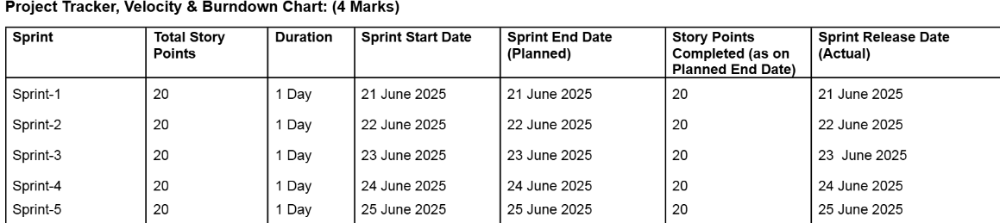 Project Tracker, Velocity & Burndown Chart: (4 Marks)
Sprint Total Story Points Duration Sprint Start Date Sprint End Date (Planned) Story Points Completed (as on Planned End Date) Sprint Release Date (Actual)
Sprint-1 20 1 Day 21 June 2025 21 June 2025 20 21 June 2025
Sprint-2 20 1 Day 22 June 2025 22 June 2025 20 22 June 2025
Sprint-3 20 1 Day 23 June 2025 23 June 2025 20 23 June 2025
Sprint-4 20 1 Day 24 June 2025 24 June 2025 20 24 June 2025
Sprint-5 20 1 Day 25 June 2025 25 June 2025 20 25 June 2025